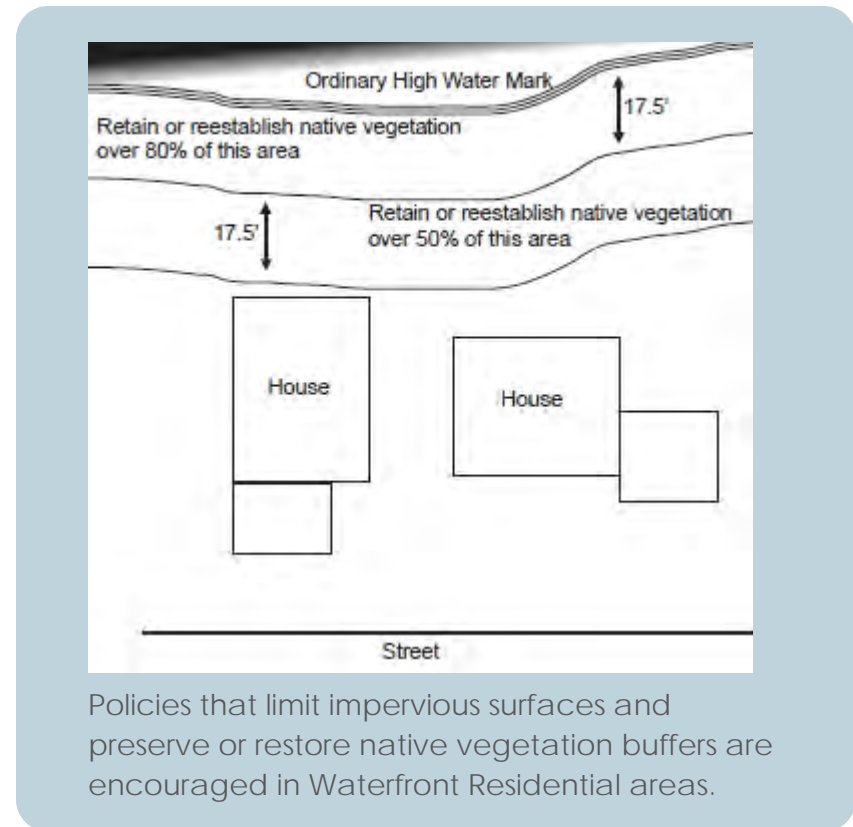 Ordinary High Water Mark
17.5'
Retain or reestablish native vegetation
over 80% of this area
Retain or reestablish native vegetation
over 50% of this area
17.5'
House
House
Street
Policies that limit impervious surfaces and
preserve or restore native vegetation buffers are
encouraged in Waterfront Residential areas.